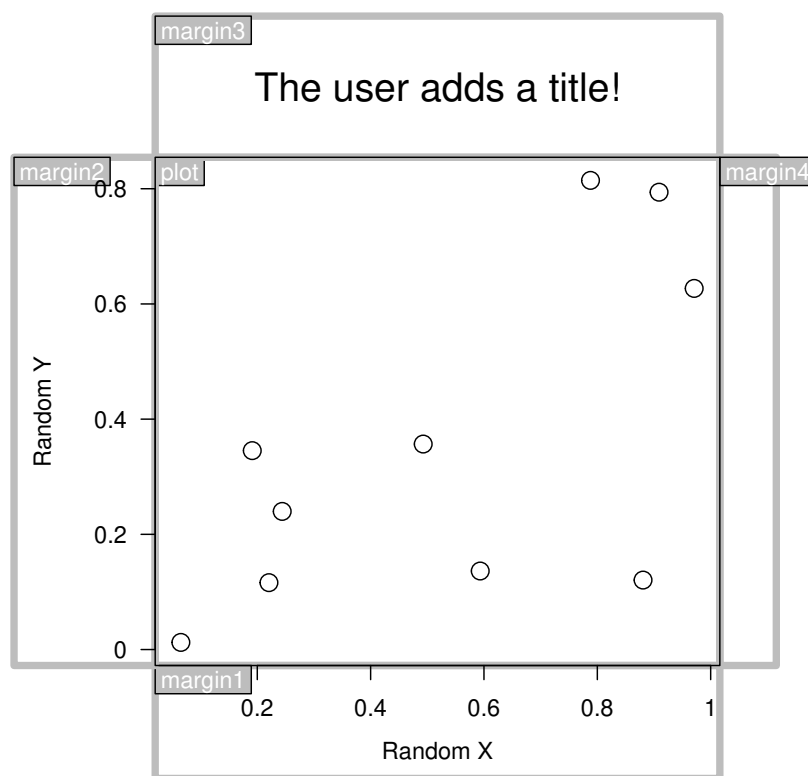 margin3
The user adds a title!
margin2
plot
margin4
0.8
0.6
0.4
0.2
0
Random Y
margin1
0.2 0.4 0.6 0.8 1
Random X